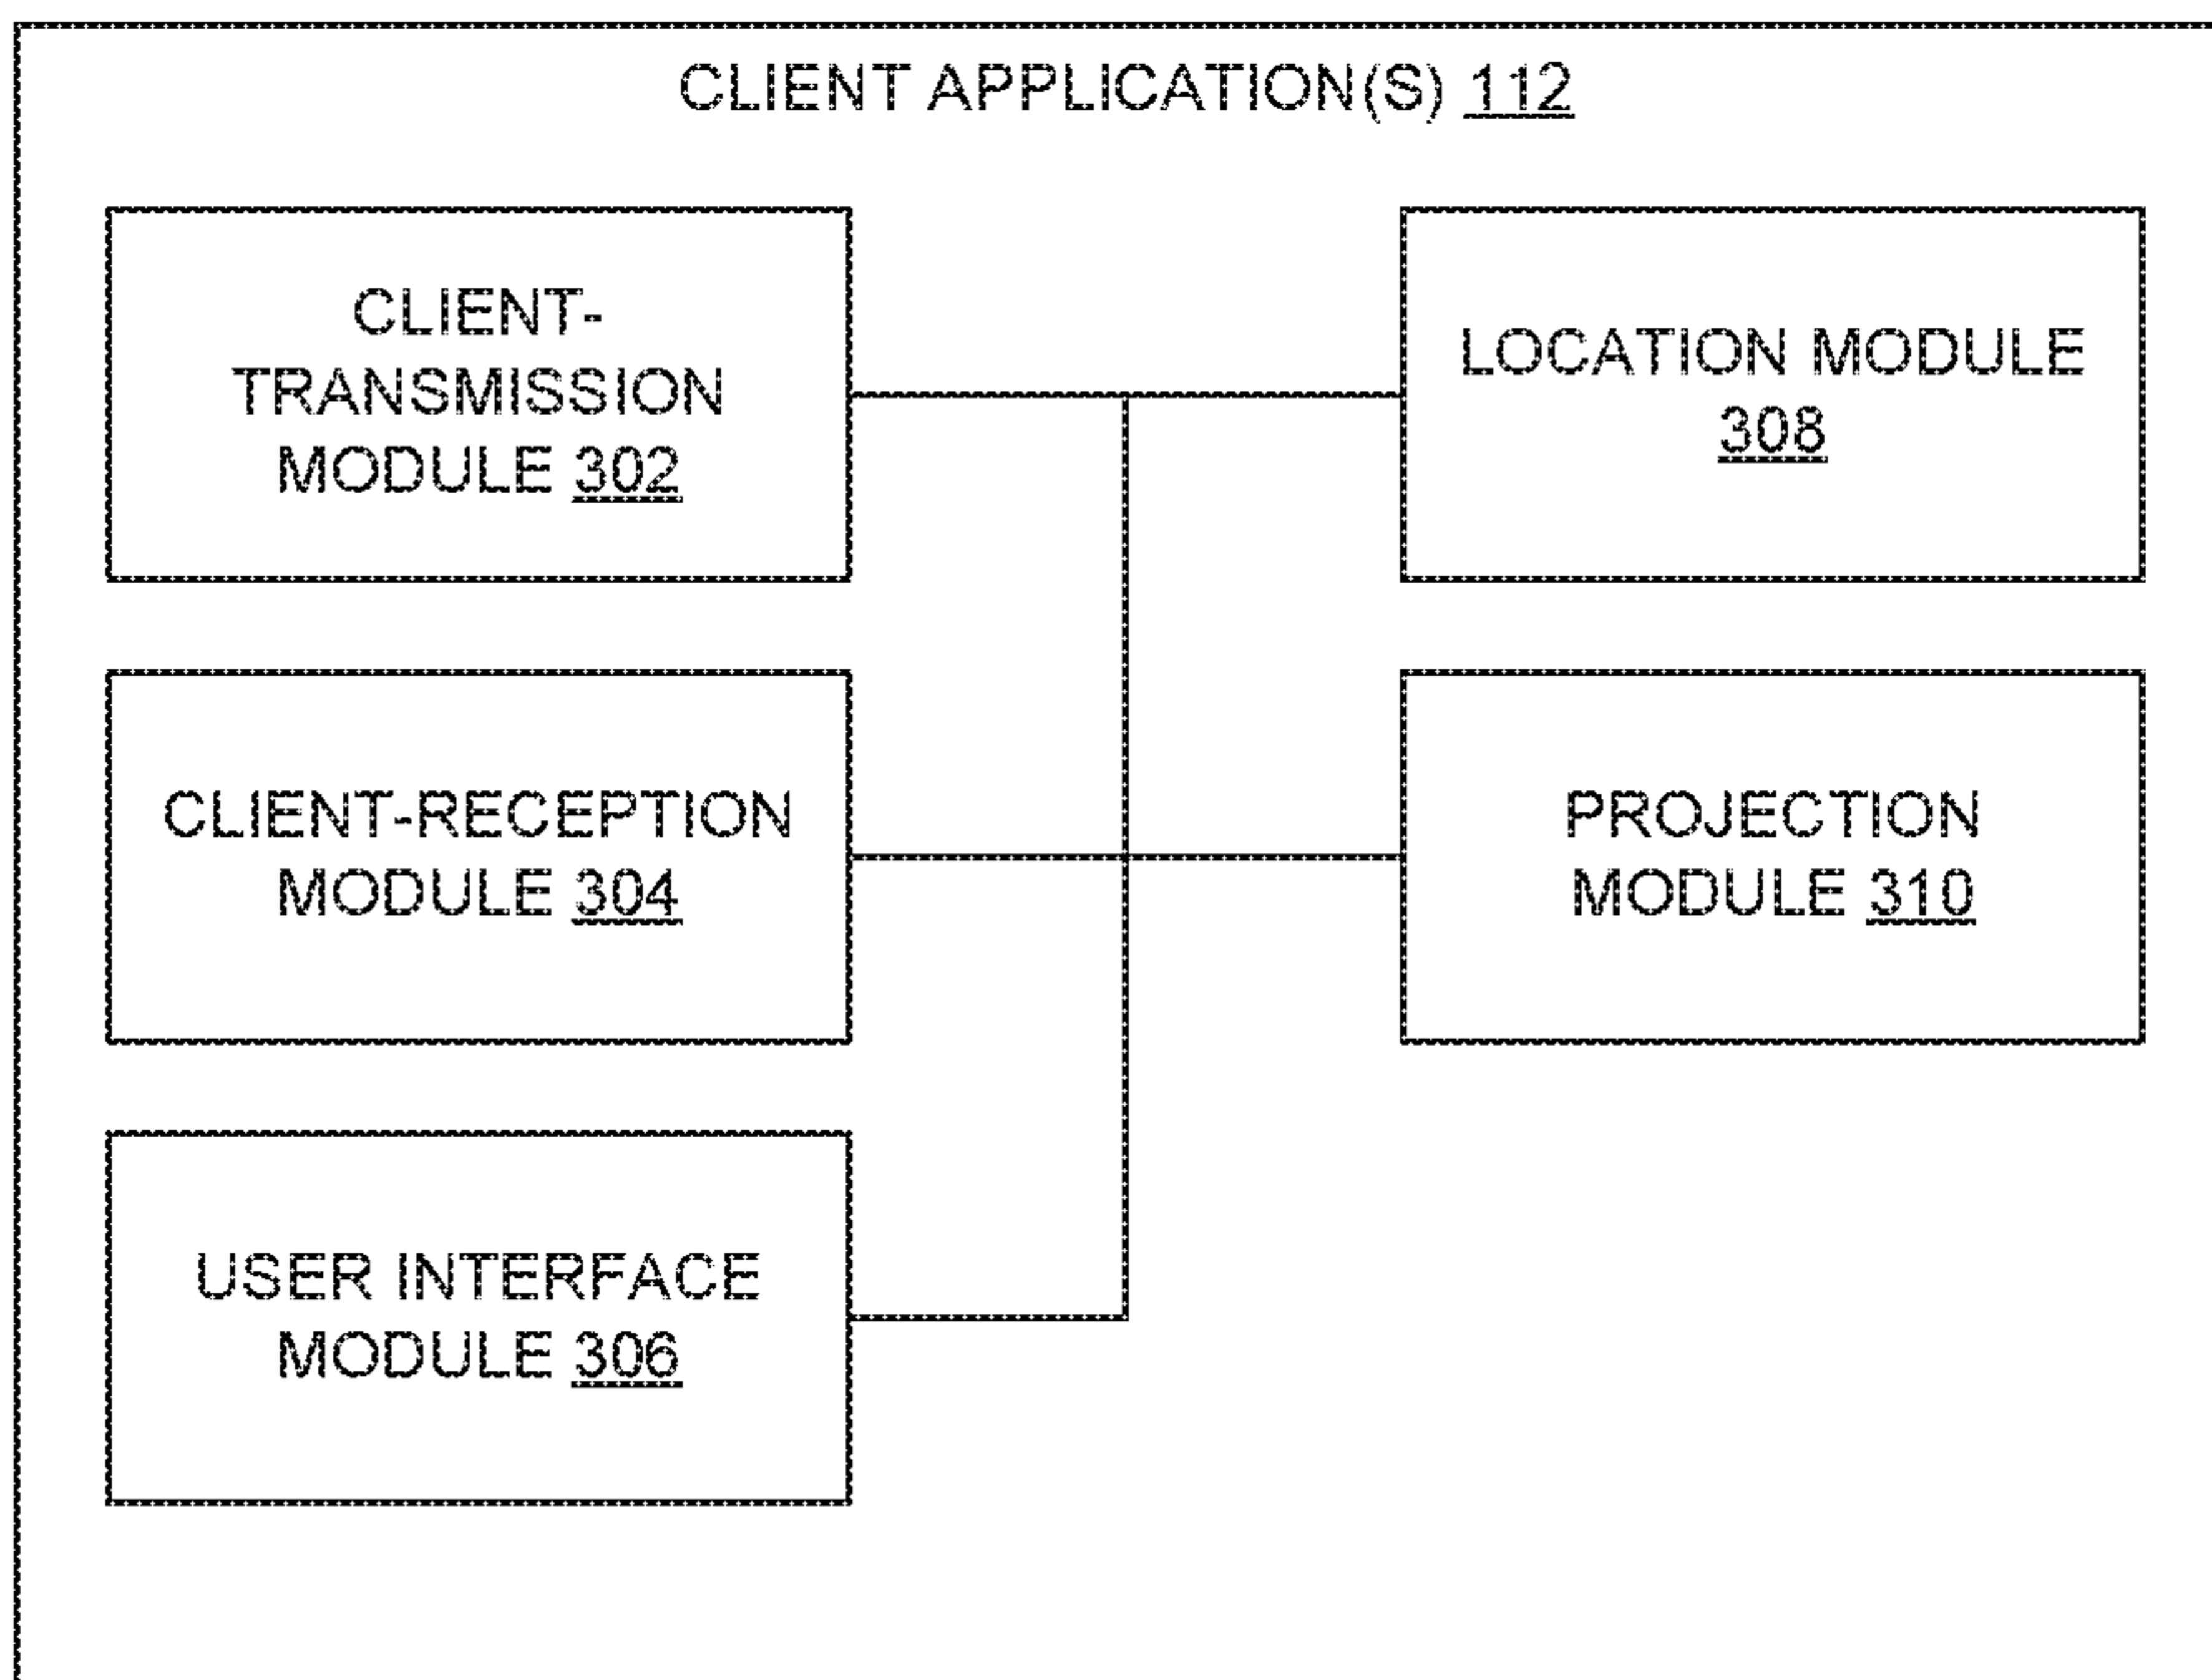 CLIENT APPLICATION(S) 112
CLIENT-
TRANSMISSION
MODULE 302
LOCATION MODULE
308
CLIENT-RECEPTION
MODULE 304
PROJECTION
MODULE 310
USER INTERFACE
MODULE 306